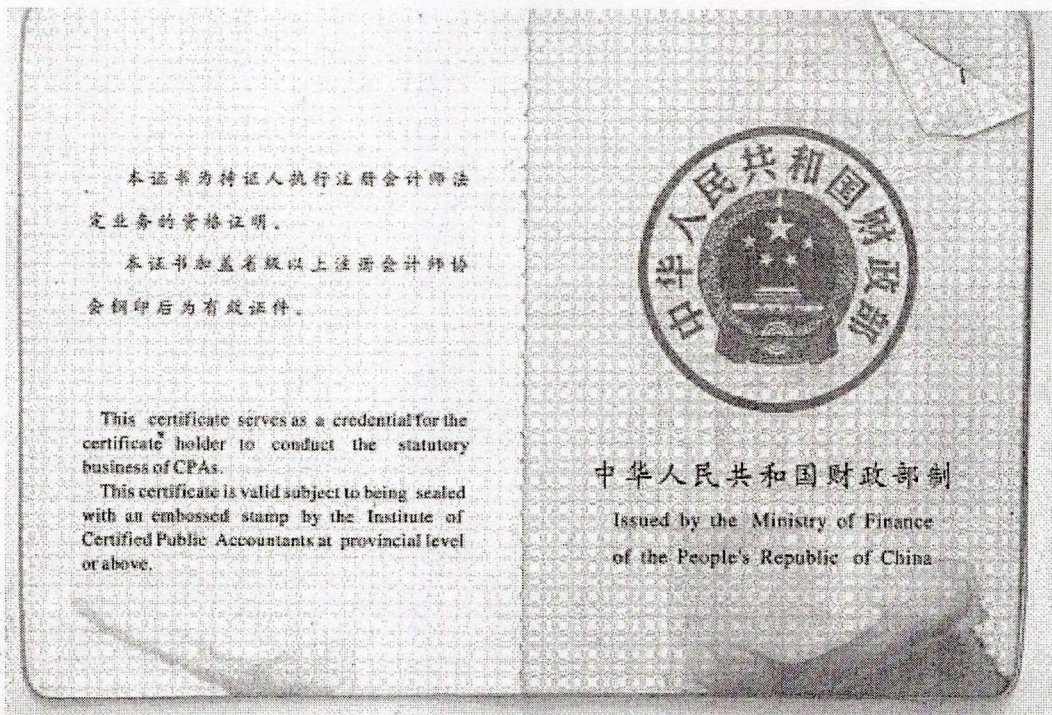 本证书为持证人执行注册会计师法
定业务的资格证明。
本证书加盖省级以上注册会计师协
会钢印后为有效证件。
This certificate serves as a credential for the
certificate holder to conduct the statutory
business of CPAs.
This certificate is valid subject to being sealed
with an embossed stamp by the Institute of
Certified Public Accountants at provincial level
or above.
中华人民共和国财政部
中华人民共和国财政部制
Issued by the Ministry of Finance
of the People's Republic of China